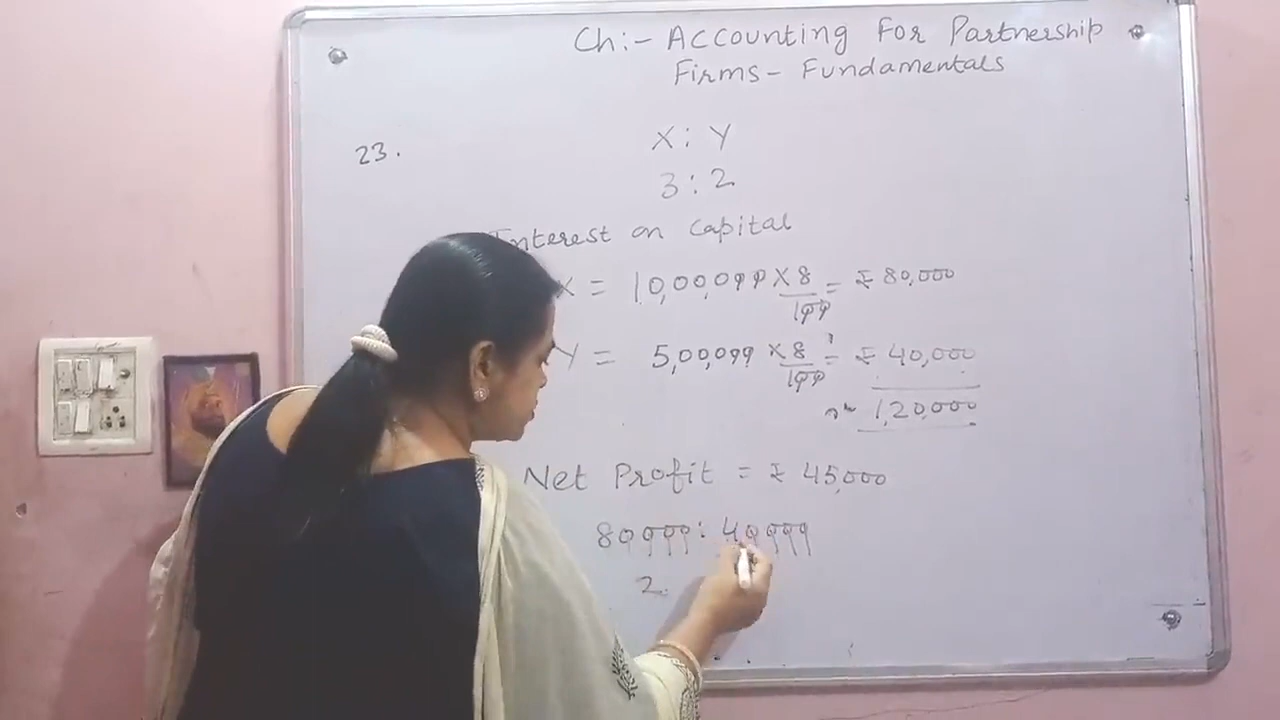 Ch:- Accounting For Partnership
Firms- Fundamentals
23.
X : Y
3 : 2
Interest on capital
X = 10,00,000 X 8/100 = ₹ 80,000
Y = 5,00,000 X 8/100 = ₹ 40,000
1,20,000
Net Profit = ₹ 45,000
80000 : 40000
2